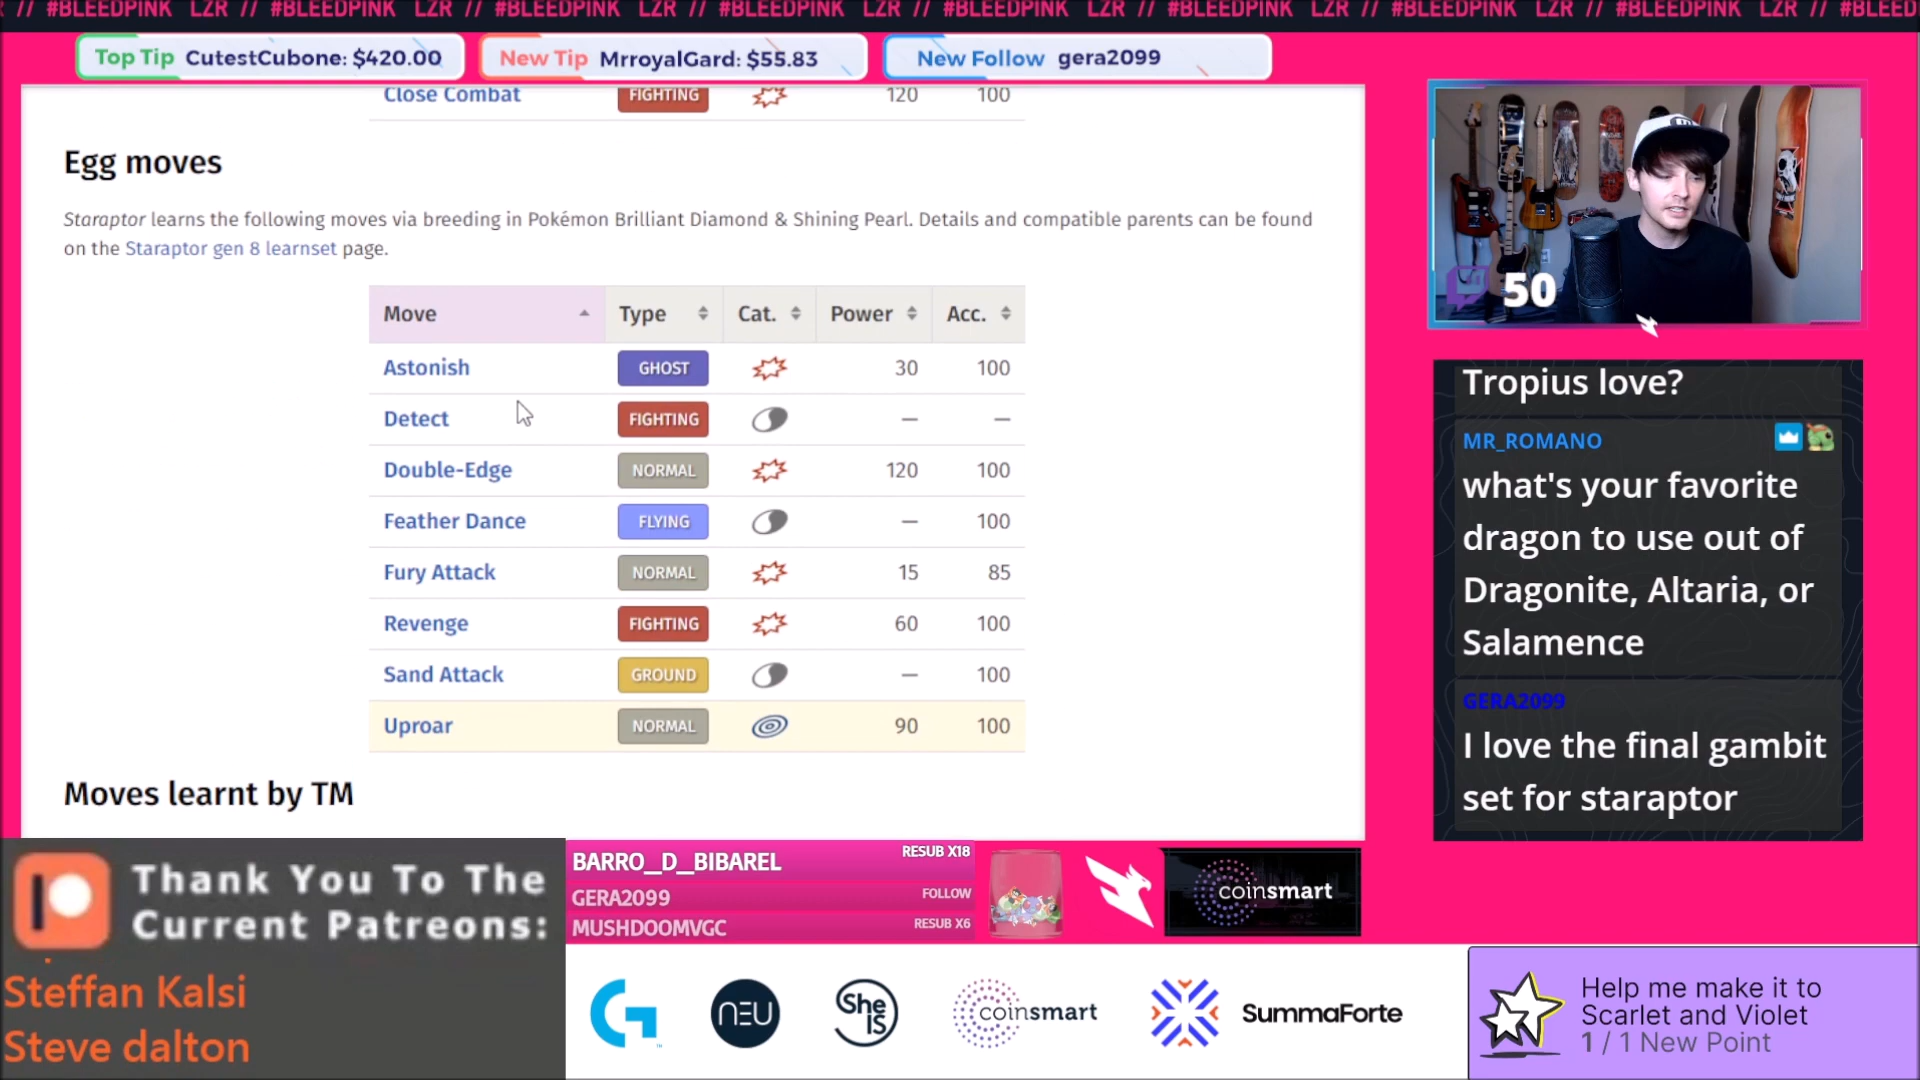 // #BLEEDPINK LZR // #BLEEDPINK LZR // #BLEEDPINK LZR // #BLEEDPINK LZR // #BLEEDPINK LZR // #BLEEDPINK LZR // #BLEEDPINK LZR // #BLEEDPINK LZR // #BLEED
Top Tip CutestCubone: $420.00
New Tip MrroyalGard: $55.83
New Follow gera2099
Close Combat FIGHTING 120 100
Egg moves
Staraptor learns the following moves via breeding in Pokémon Brilliant Diamond & Shining Pearl. Details and compatible parents can be found
on the Staraptor gen 8 learnset page.
Move Type Cat. Power Acc.
Astonish GHOST 30 100
Detect FIGHTING — —
Double-Edge NORMAL 120 100
Feather Dance FLYING — 100
Fury Attack NORMAL 15 85
Revenge FIGHTING 60 100
Sand Attack GROUND — 100
Uproar NORMAL 90 100
Moves learnt by TM
50
Tropius love?
MR_ROMANO
what's your favorite
dragon to use out of
Dragonite, Altaria, or
Salamence
GERA2099
I love the final gambit
set for staraptor
Thank You To The
Current Patreons:
Steffan Kalsi
Steve dalton
BARRO_D_BIBAREL RESUB X18
GERA2099 FOLLOW
MUSHDOOMVGC RESUB X6
coinsmart
G
NEU
She
IS
coinsmart
SummaForte
Help me make it to
Scarlet and Violet
1 / 1 New Point